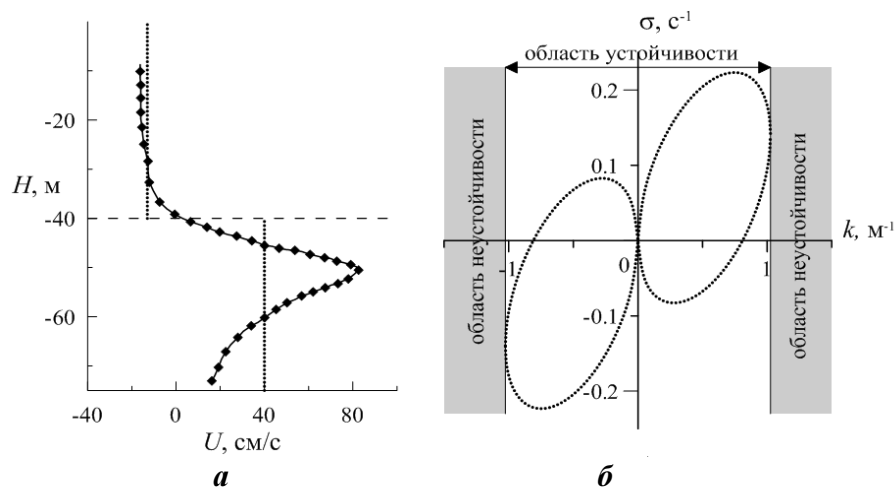 -20
H, м
-40
-60
-40
0
40
80
U, см/с
а
σ, с-1
область устойчивости
0.2
0.1
k, м-1
-1
0
1
-0.1
-0.2
область неустойчивости
область неустойчивости
б